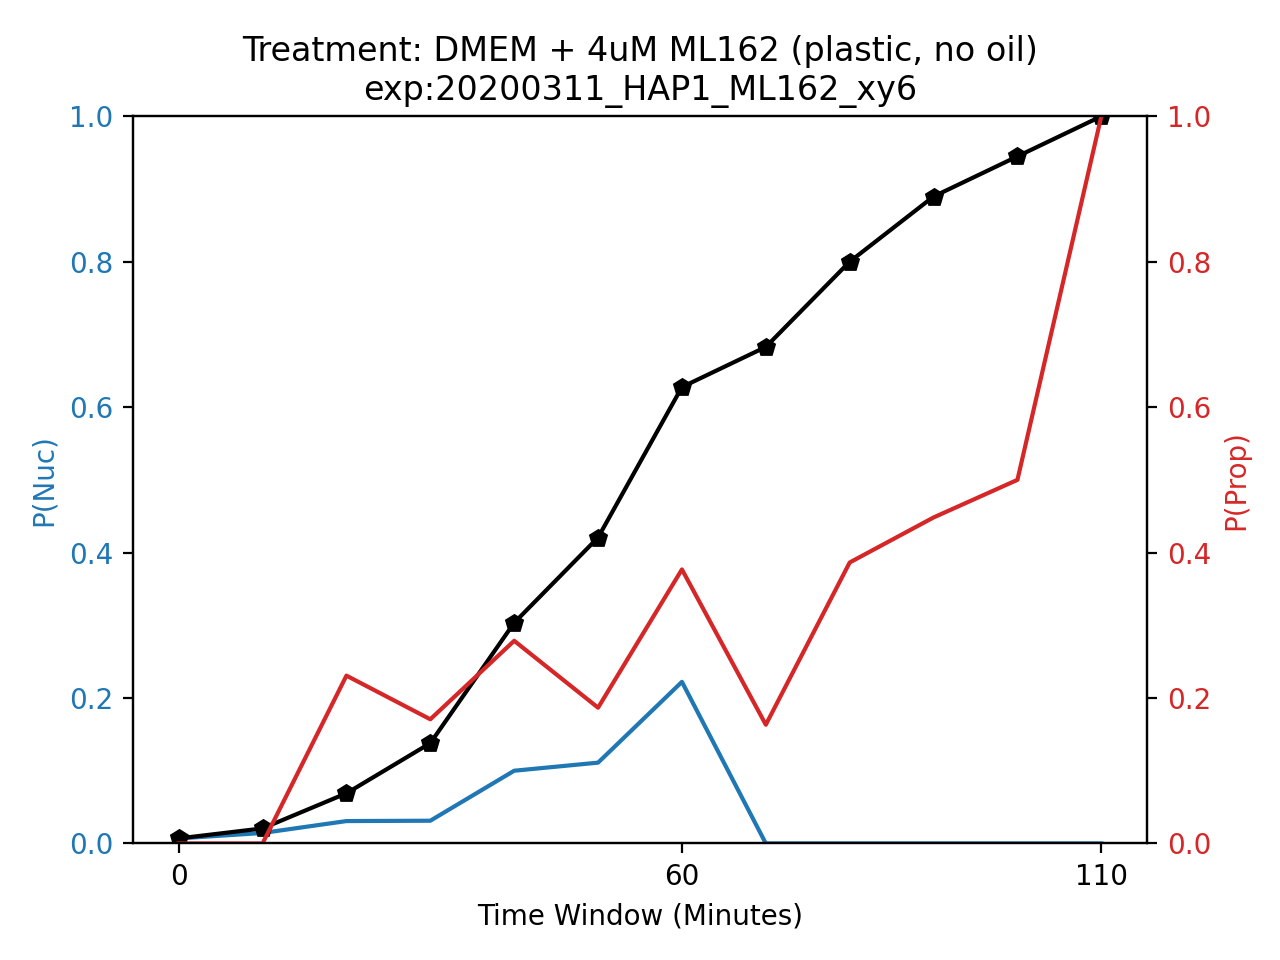 Treatment: DMEM + 4uM ML162 (plastic, no oil)
exp:20200311_HAP1_ML162_xy6
1.0
0.8
0.6
0.4
0.2
0.0
P(Nuc)
1.0
0.8
0.6
0.4
0.2
0.0
P(Prop)
0 60 110
Time Window (Minutes)